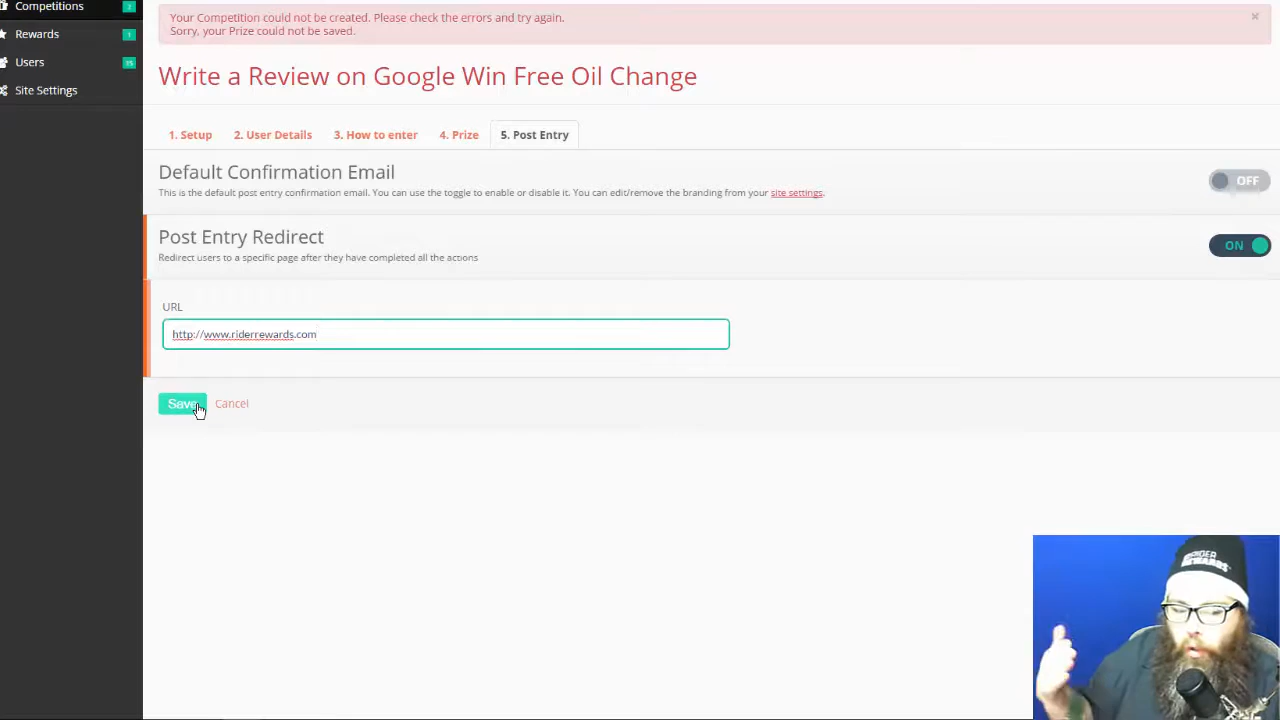 Your Competition could not be created. Please check the errors and try again.
Sorry, your Prize could not be saved.
×
Competitions 2
Rewards 1
Users 15
Site Settings
Write a Review on Google Win Free Oil Change
1. Setup 2. User Details 3. How to enter 4. Prize 5. Post Entry
Default Confirmation Email
This is the default post entry confirmation email. You can use the toggle to enable or disable it. You can edit/remove the branding from your site settings.
OFF
Post Entry Redirect
Redirect users to a specific page after they have completed all the actions
ON
URL
http://www.riderrewards.com
Save Cancel
RIDER
REWARDS